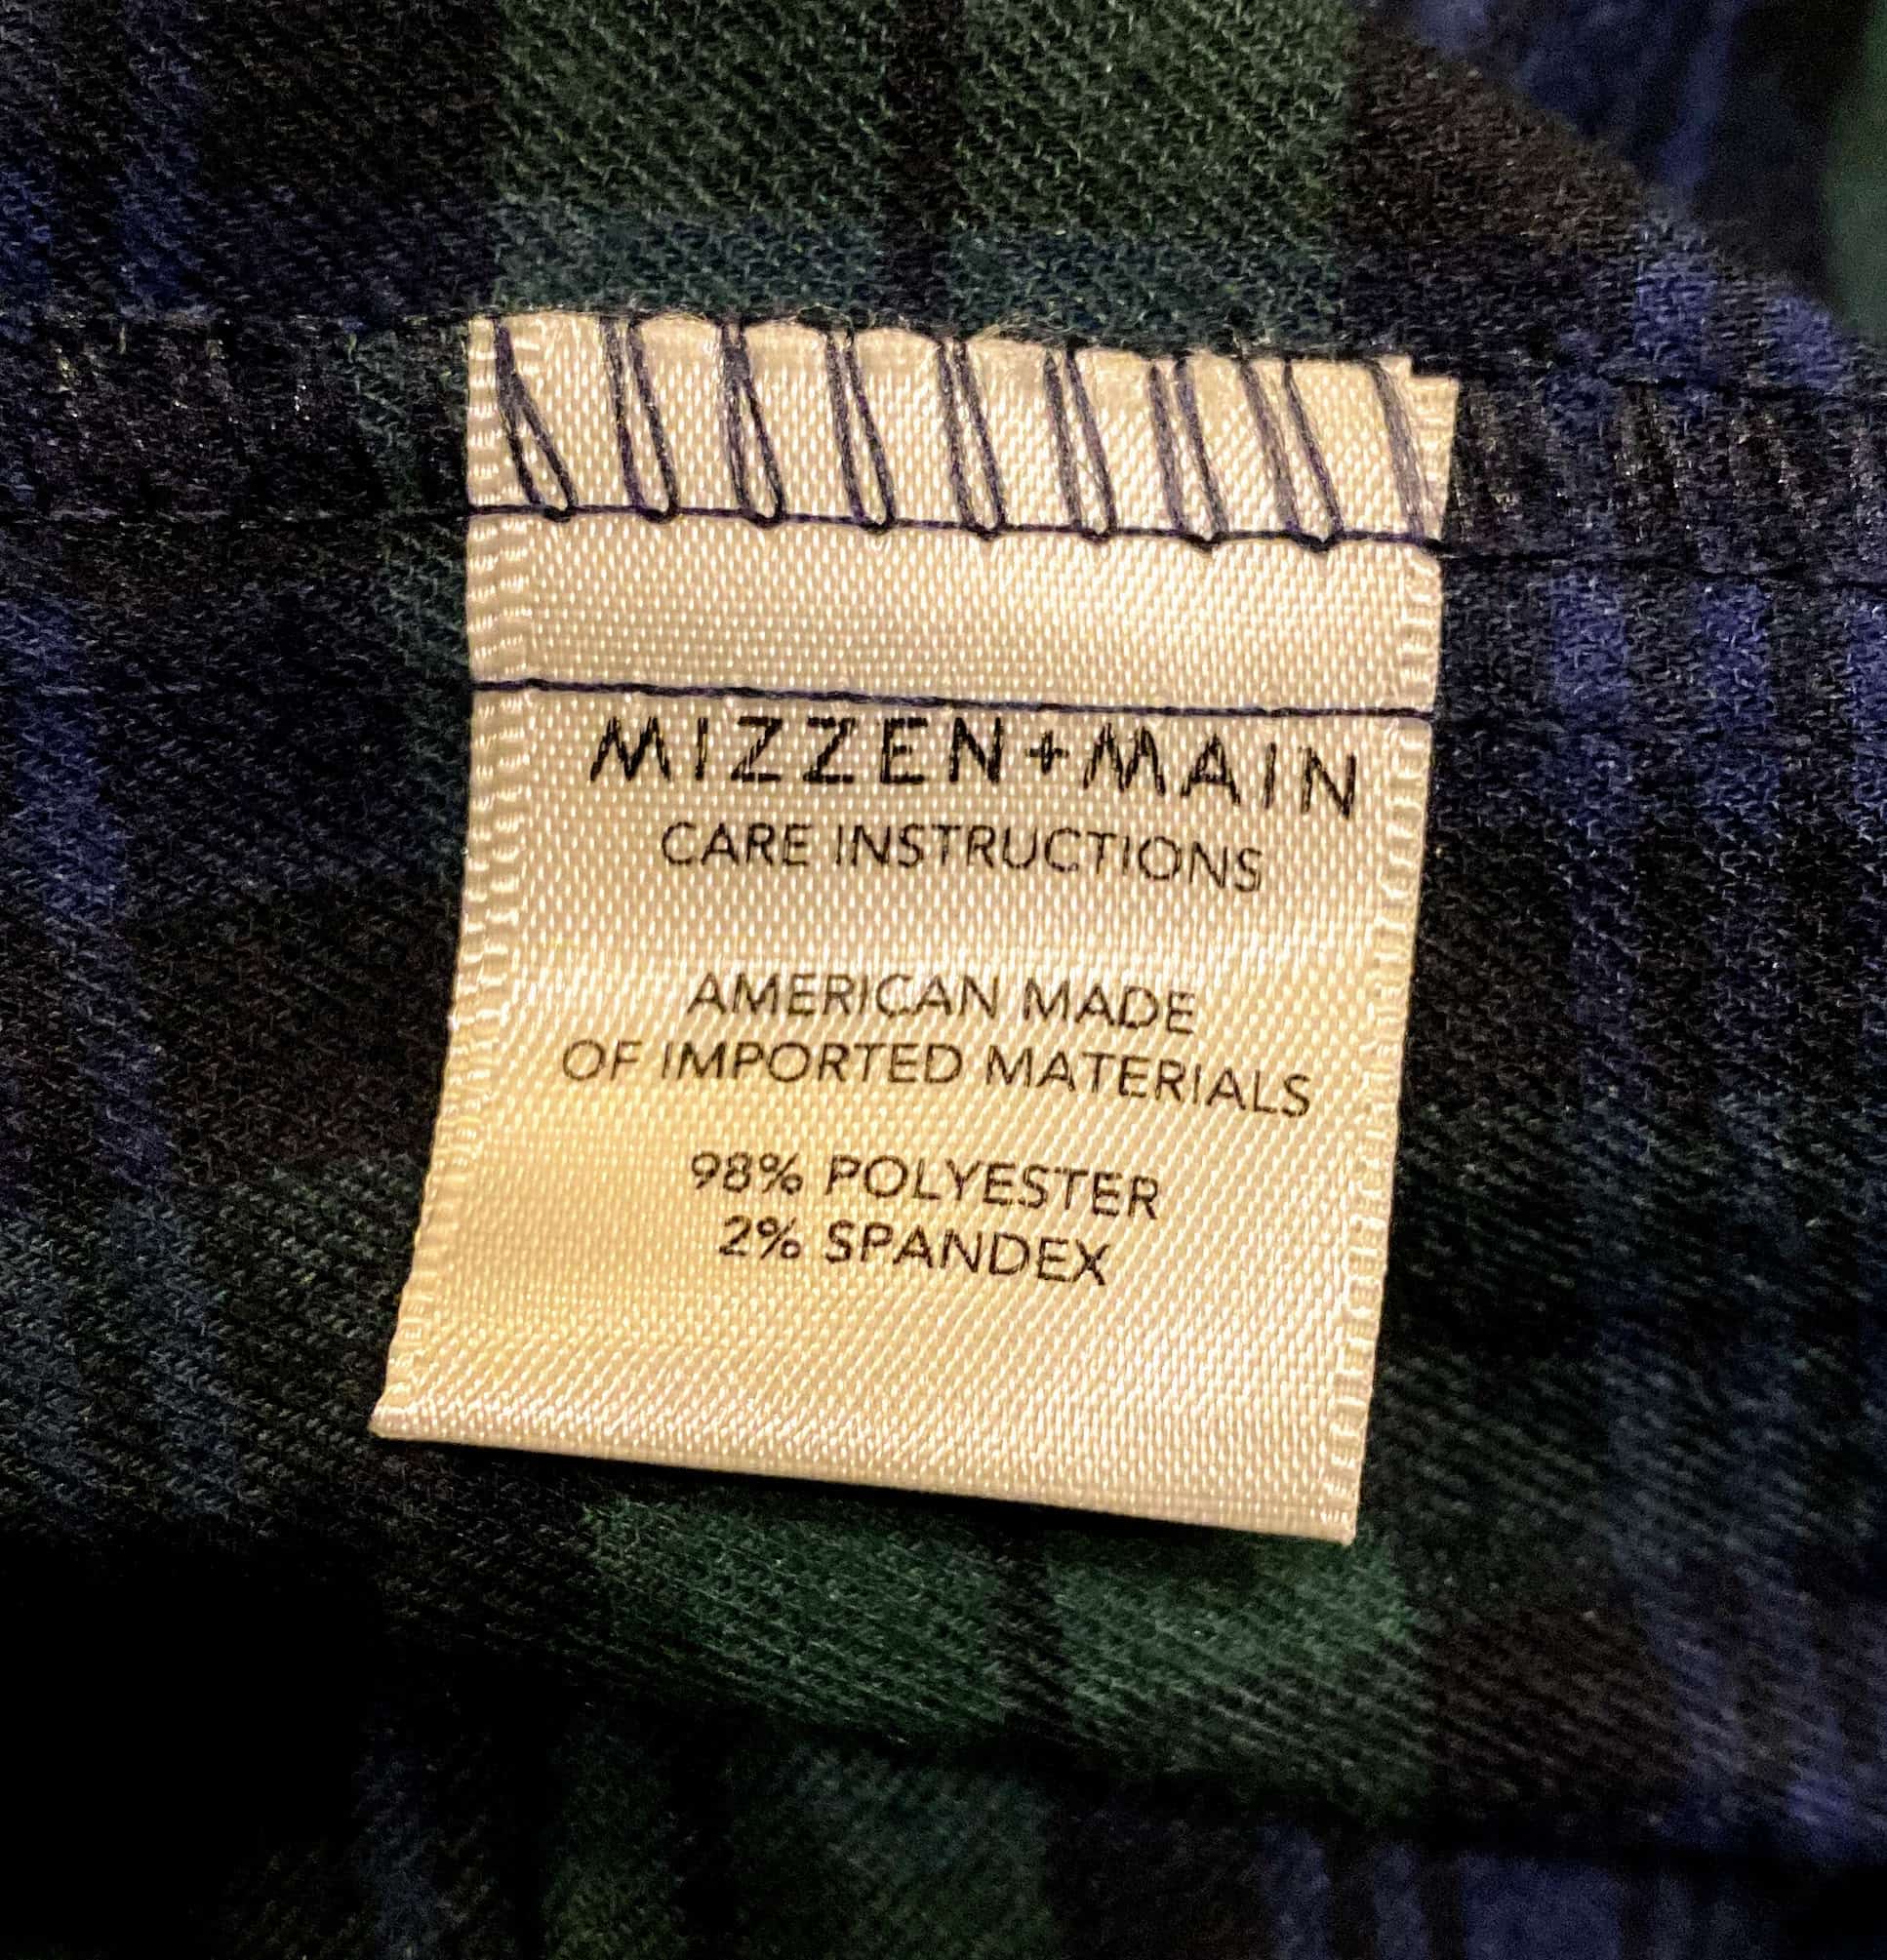 MIZZEN+MAIN
CARE INSTRUCTIONS
AMERICAN MADE
OF IMPORTED MATERIALS
98% POLYESTER
2% SPANDEX